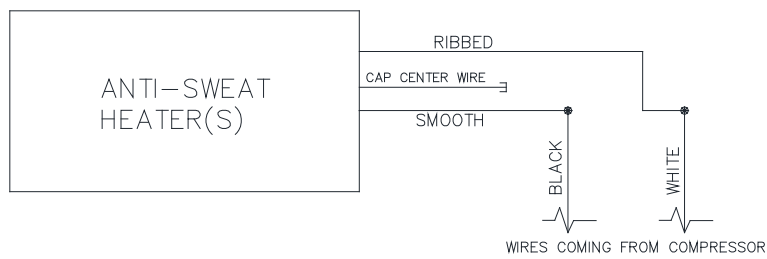 RIBBED
CAP CENTER WIRE
ANTI-SWEAT
HEATER(S)
SMOOTH
BLACK
WHITE
WIRES COMING FROM COMPRESSOR